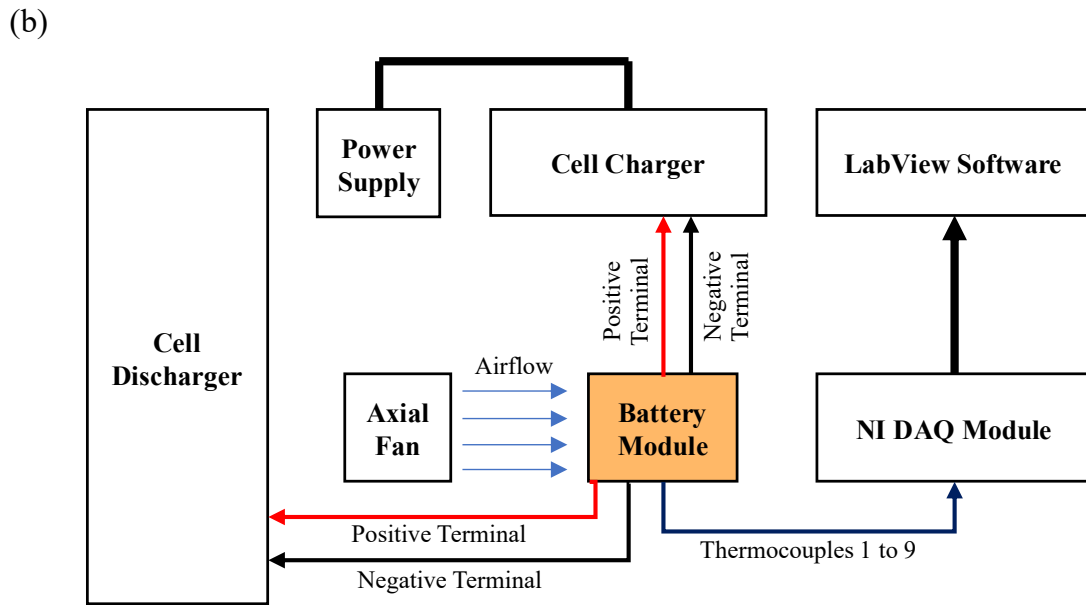 (b)
Power
Supply
Cell Charger
LabView Software
Positive
Terminal
Negative
Terminal
Cell
Discharger
Airflow
Axial
Fan
Battery
Module
NI DAQ Module
Positive Terminal
Thermocouples 1 to 9
Negative Terminal